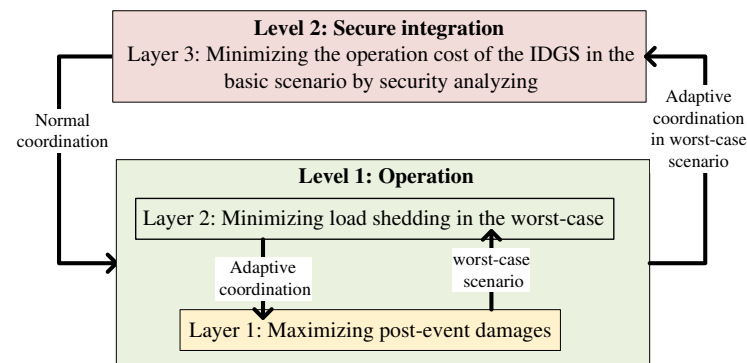 Level 2: Secure integration
Layer 3: Minimizing the operation cost of the IDGS in the
basic scenario by security analyzing
Normal
coordination
Adaptive
coordination
in worst-case
scenario
Level 1: Operation
Layer 2: Minimizing load shedding in the worst-case
Adaptive
coordination
worst-case
scenario
Layer 1: Maximizing post-event damages